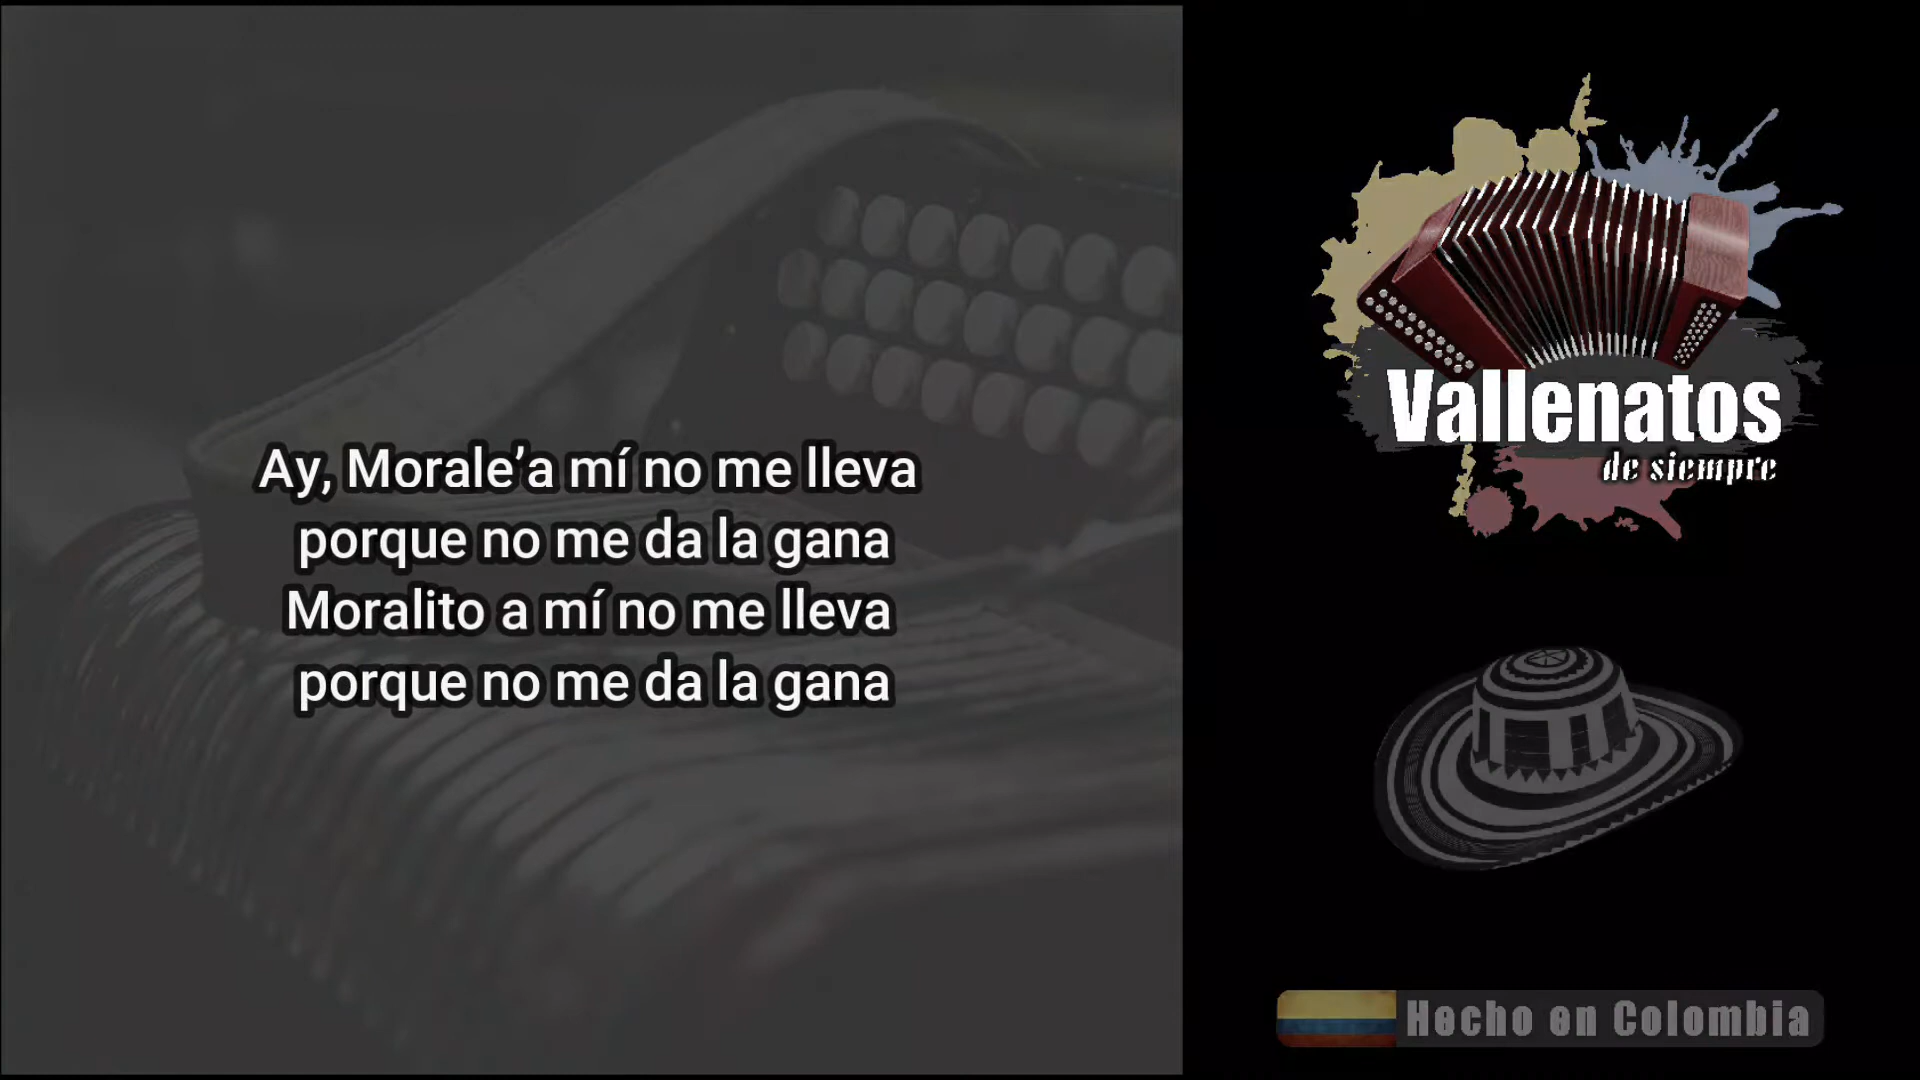 Ay, Morale’a mí no me lleva
porque no me da la gana
Moralito a mí no me lleva
porque no me da la gana
Vallenatos
de siempre
Hecho en Colombia